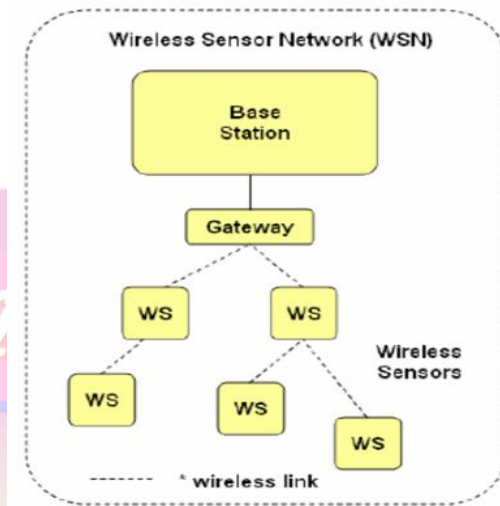 Wireless Sensor Network (WSN)
Base
Station
Gateway
WS
WS
Wireless
Sensors
WS
WS
WS
* wireless link